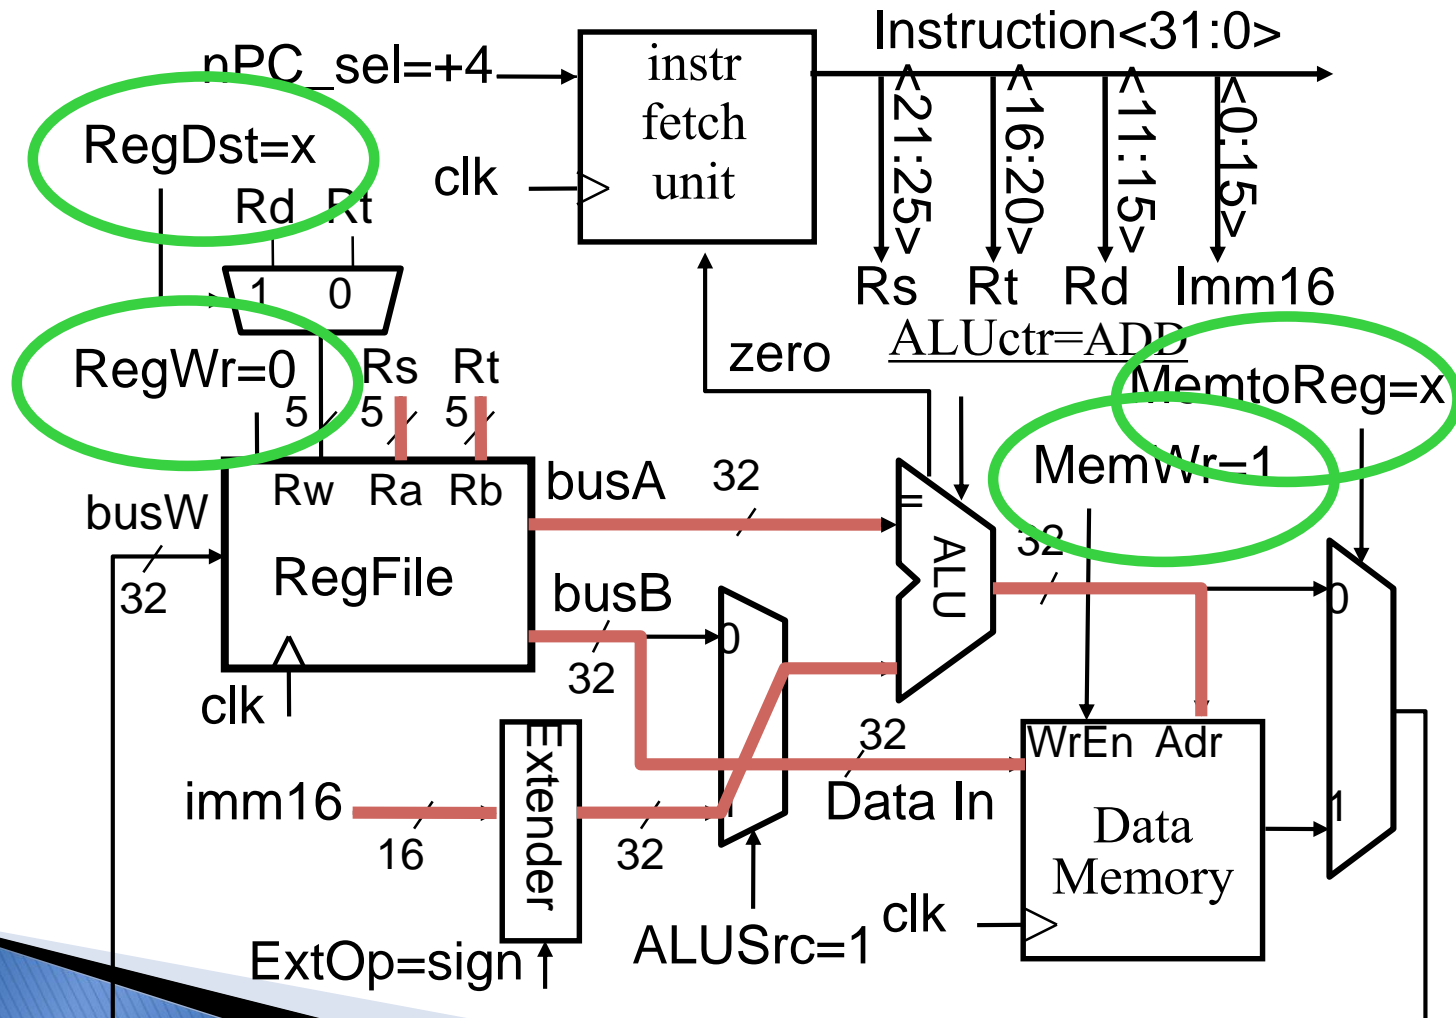 Instruction<31:0>
nPC_sel=+4
instr
fetch
unit
<21:25>
<16:20>
<11:15>
<0:15>
RegDst=x
clk
Rd Rt
1 0
Rs Rt Rd Imm16
ALUctr=ADD
zero
MemtoReg=x
RegWr=0
Rs Rt
5 5 5
MemWr=1
Rw Ra Rb
busA
32
busW
32
RegFile
=
ALU
32
busB
32
0
0
clk
Extender
32
WrEn Adr
imm16
16
32
1
Data In
Data
Memory
1
clk
ALUSrc=1
ExtOp=sign